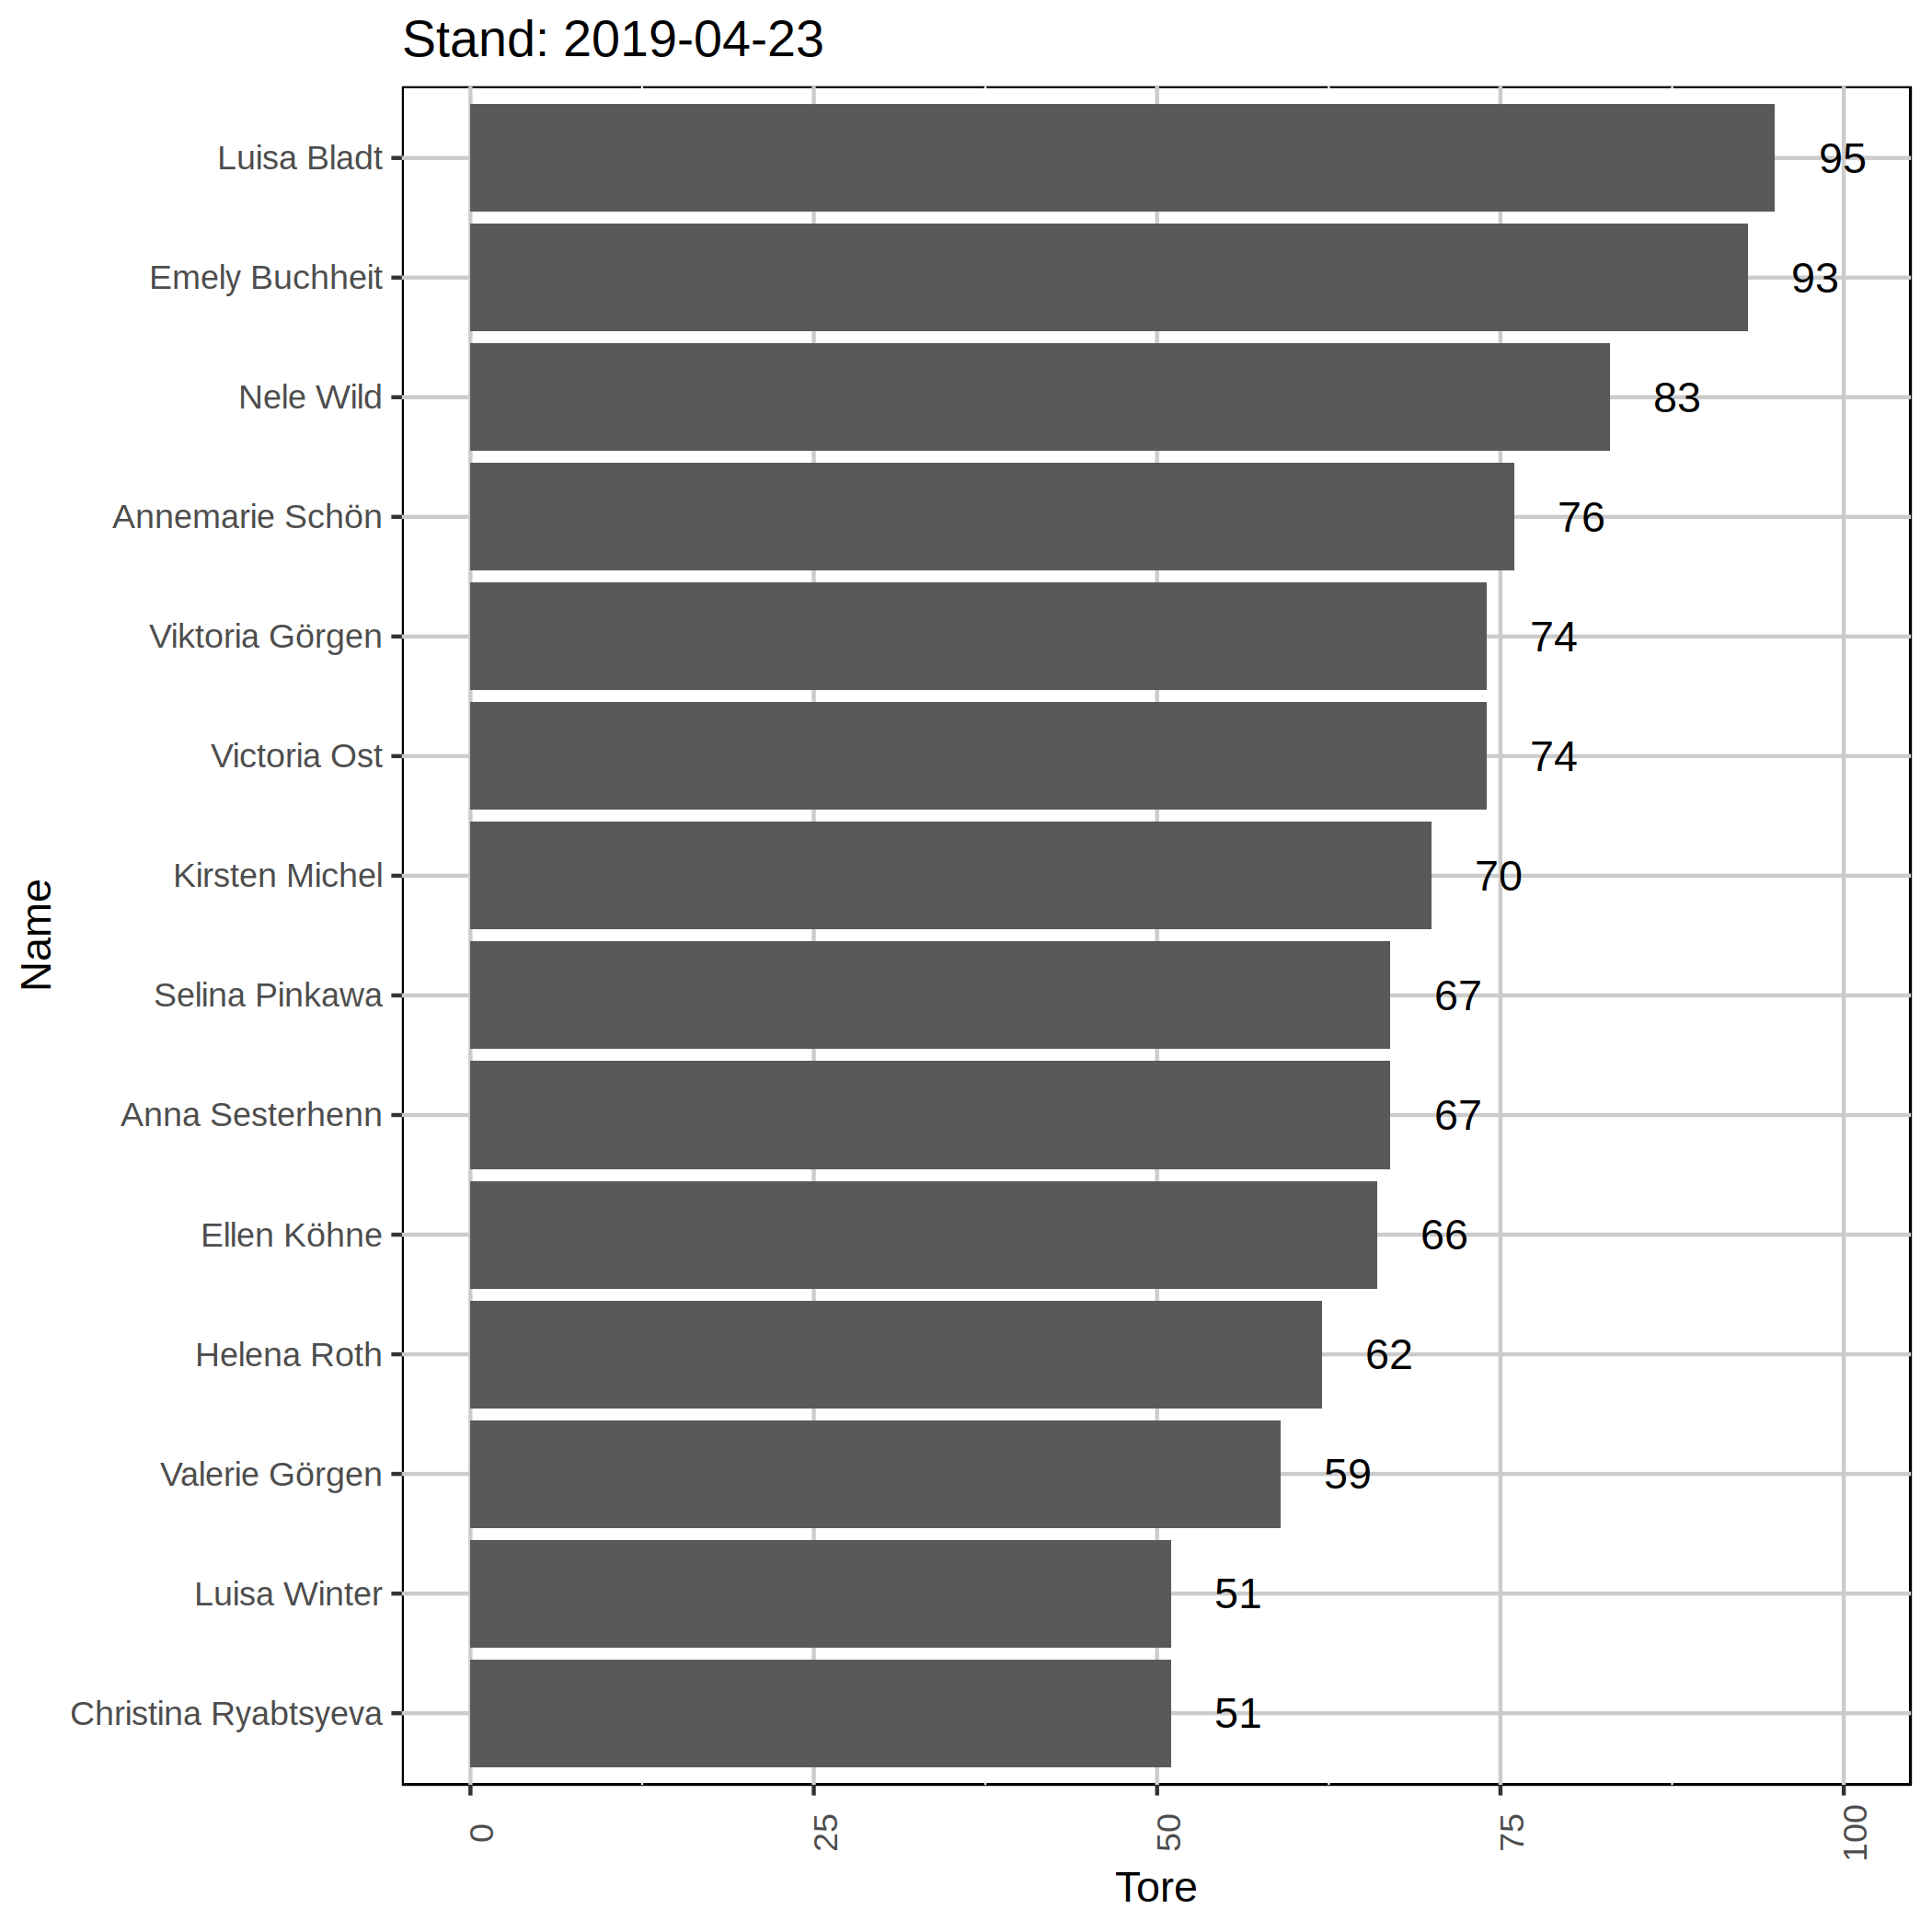 Stand: 2019-04-23
Luisa Bladt 95
Emely Buchheit 93
Nele Wild 83
Annemarie Schön 76
Viktoria Görgen 74
Victoria Ost 74
Kirsten Michel 70
Selina Pinkawa 67
Anna Sesterhenn 67
Ellen Köhne 66
Helena Roth 62
Valerie Görgen 59
Luisa Winter 51
Christina Ryabtsyeva 51
Name
0 25 50 75 100
Tore